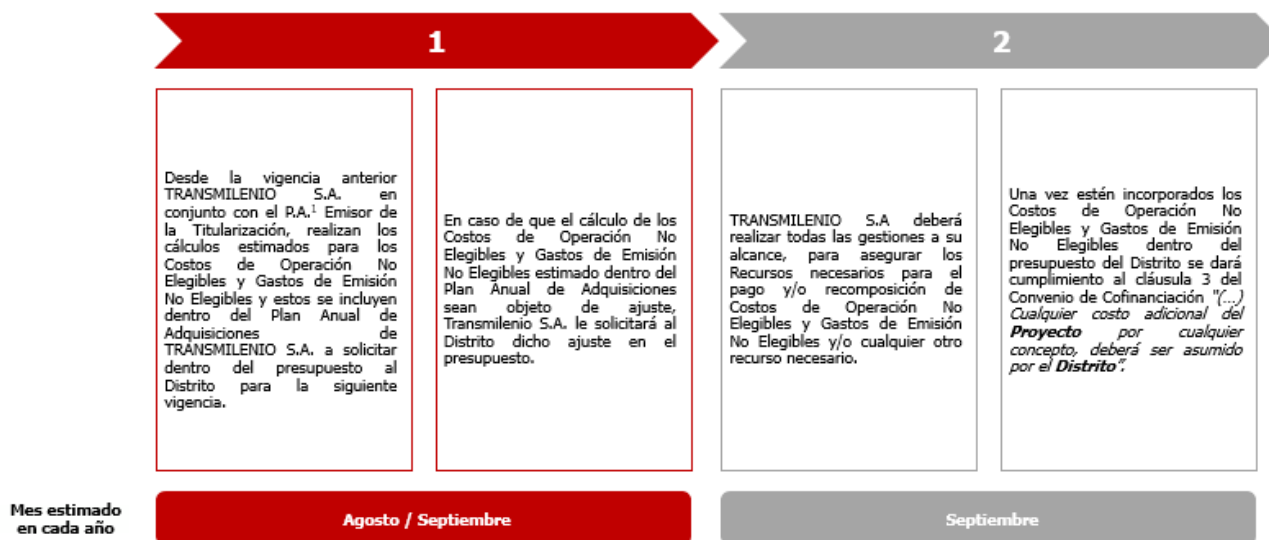 1
2
Desde la vigencia anterior
TRANSMILENIO S.A. en
conjunto con el P.A.¹ Emisor de
la Titularización, realizan los
cálculos estimados para los
Costos de Operación No
Elegibles y Gastos de Emisión
No Elegibles y estos se incluyen
dentro del Plan Anual de
Adquisiciones de
TRANSMILENIO S.A. a solicitar
dentro del presupuesto al
Distrito para la siguiente
vigencia.
En caso de que el cálculo de los
Costos de Operación No
Elegibles y Gastos de Emisión
No Elegibles estimado dentro del
Plan Anual de Adquisiciones
sean objeto de ajuste,
Transmilenio S.A. le solicitará al
Distrito dicho ajuste en el
presupuesto.
TRANSMILENIO S.A deberá
realizar todas las gestiones a su
alcance, para asegurar los
Recursos necesarios para el
pago y/o recomposición de
Costos de Operación No
Elegibles y Gastos de Emisión
No Elegibles y/o cualquier otro
recurso necesario.
Una vez estén incorporados los
Costos de Operación No
Elegibles y Gastos de Emisión
No Elegibles dentro del
presupuesto del Distrito se dará
cumplimiento al cláusula 3 del
Convenio de Cofinanciación "(...)
Cualquier costo adicional del
Proyecto por cualquier
concepto, deberá ser asumido
por el Distrito".
Mes estimado
en cada año
Agosto / Septiembre
Septiembre